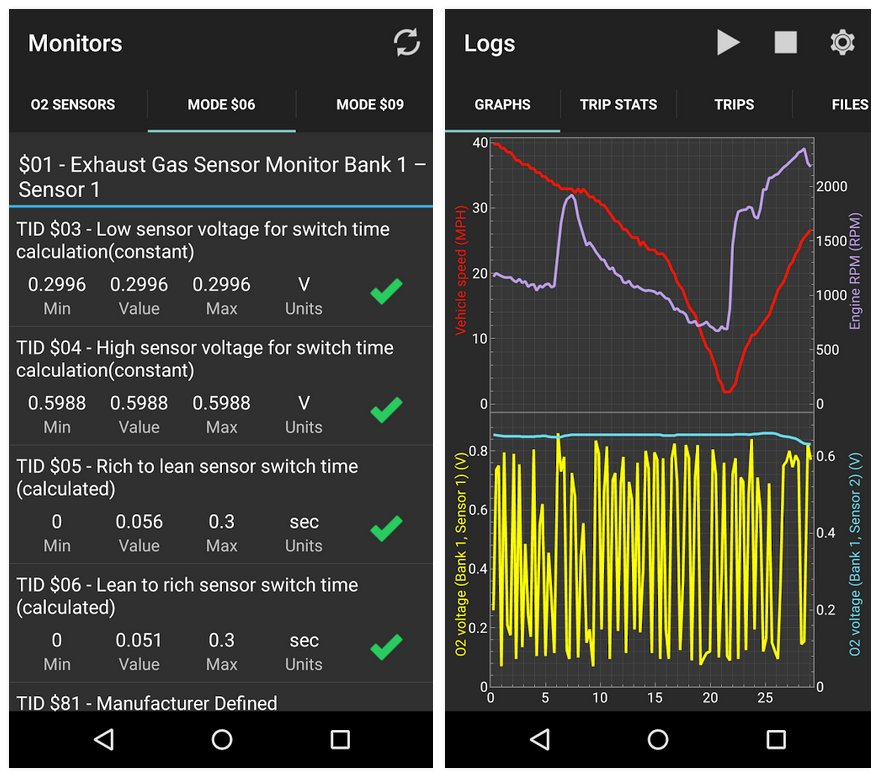 Monitors
O2 SENSORS MODE $06 MODE $09
$01 - Exhaust Gas Sensor Monitor Bank 1 –
Sensor 1
TID $03 - Low sensor voltage for switch time
calculation(constant)
0.2996 0.2996 0.2996 V
Min Value Max Units
TID $04 - High sensor voltage for switch time
calculation(constant)
0.5988 0.5988 0.5988 V
Min Value Max Units
TID $05 - Rich to lean sensor switch time
(calculated)
0 0.056 0.3 sec
Min Value Max Units
TID $06 - Lean to rich sensor switch time
(calculated)
0 0.051 0.3 sec
Min Value Max Units
TID $81 - Manufacturer Defined
Logs
GRAPHS TRIP STATS TRIPS FILES
Vehicle speed (MPH)
40
30
20
10
0
2000
1500
1000
500
0
Engine RPM (RPM)
O2 voltage (Bank 1, Sensor 1) (V)
0.8
0.6
0.4
0.2
0
0.6
0.4
0.2
0
O2 voltage (Bank 1, Sensor 2) (V)
0 5 10 15 20 25